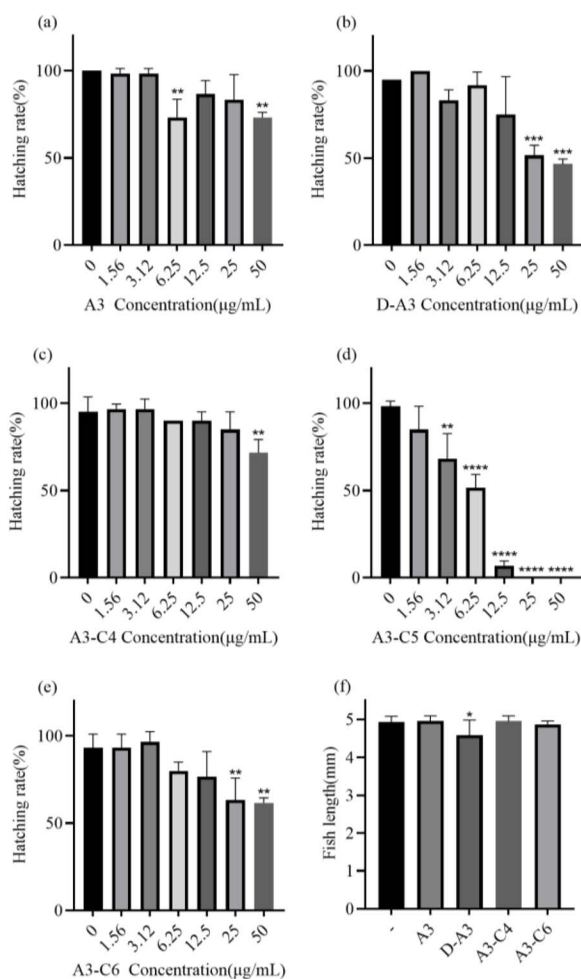 (a)
Hatching rate(%)
100
50
0
**
**
0 1.56 3.12 6.25 12.5 25 50
A3 Concentration(μg/mL)
(b)
Hatching rate(%)
100
50
0
***
***
0 1.56 3.12 6.25 12.5 25 50
D-A3 Concentration(μg/mL)
(c)
Hatching rate(%)
100
50
0
**
0 1.56 3.12 6.25 12.5 25 50
A3-C4 Concentration(μg/mL)
(d)
Hatching rate(%)
100
50
0
**
****
****
**** ****
0 1.56 3.12 6.25 12.5 25 50
A3-C5 Concentration(μg/mL)
(e)
Hatching rate(%)
100
50
0
**
**
0 1.56 3.12 6.25 12.5 25 50
A3-C6 Concentration(μg/mL)
(f)
Fish length(mm)
5
4
3
2
1
0
*
- A3 D-A3 A3-C4 A3-C6